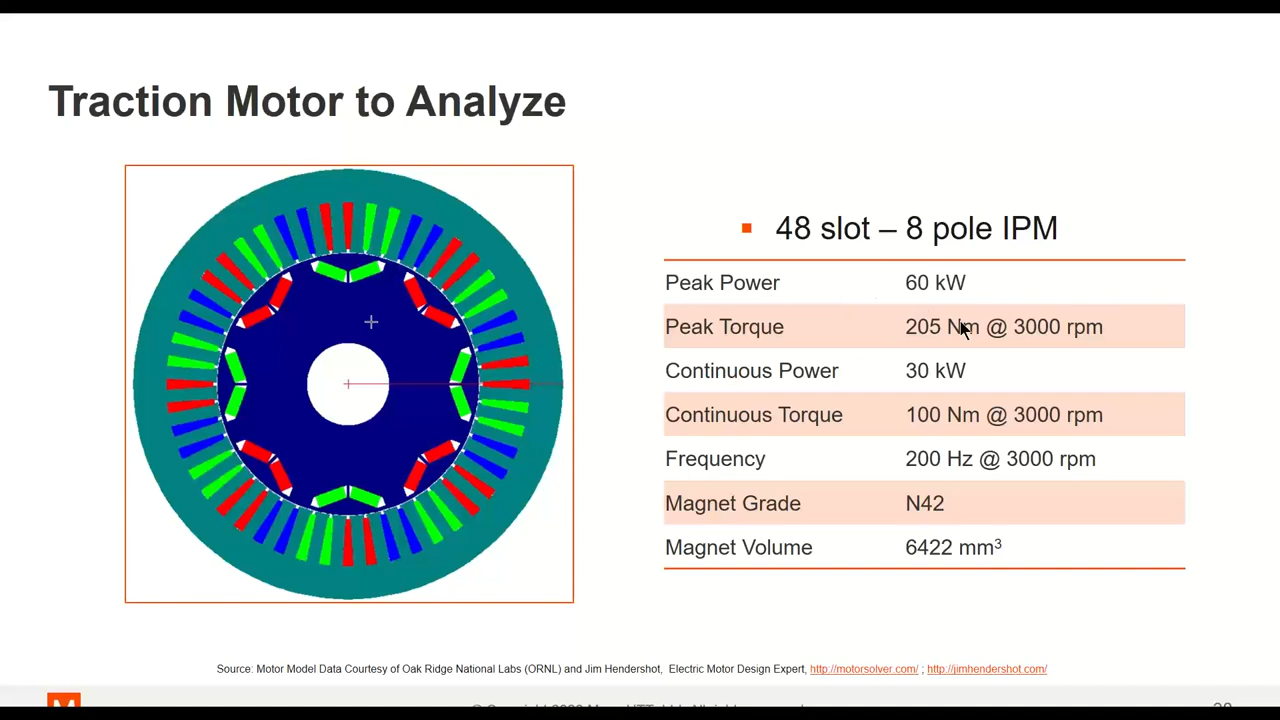 Traction Motor to Analyze
48 slot – 8 pole IPM
Peak Power 60 kW
Peak Torque 205 Nm @ 3000 rpm
Continuous Power 30 kW
Continuous Torque 100 Nm @ 3000 rpm
Frequency 200 Hz @ 3000 rpm
Magnet Grade N42
Magnet Volume 6422 mm³
Source: Motor Model Data Courtesy of Oak Ridge National Labs (ORNL) and Jim Hendershot, Electric Motor Design Expert, http://motorsolver.com/ ; http://jimhendershot.com/